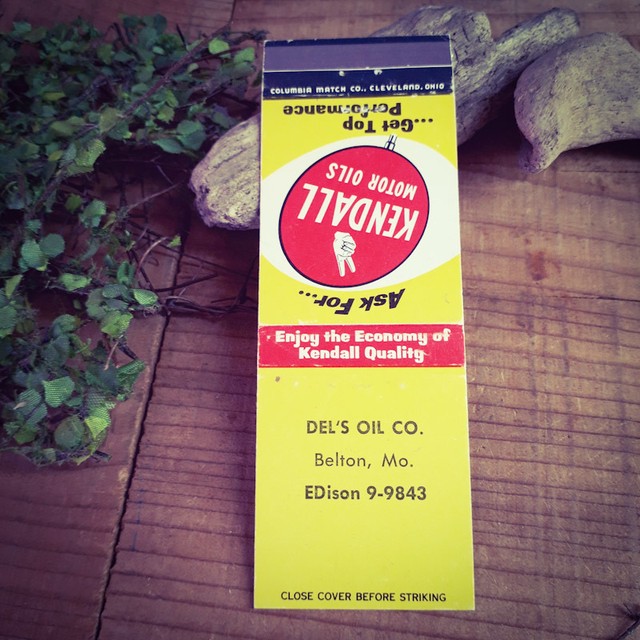 COLUMBIA MATCH CO., CLEVELAND, OHIO
Ask For...
KENDALL
MOTOR OILS
...Get Top
Performance
Enjoy the Economy of
Kendall Quality
DEL'S OIL CO.
Belton, Mo.
EDison 9-9843
CLOSE COVER BEFORE STRIKING